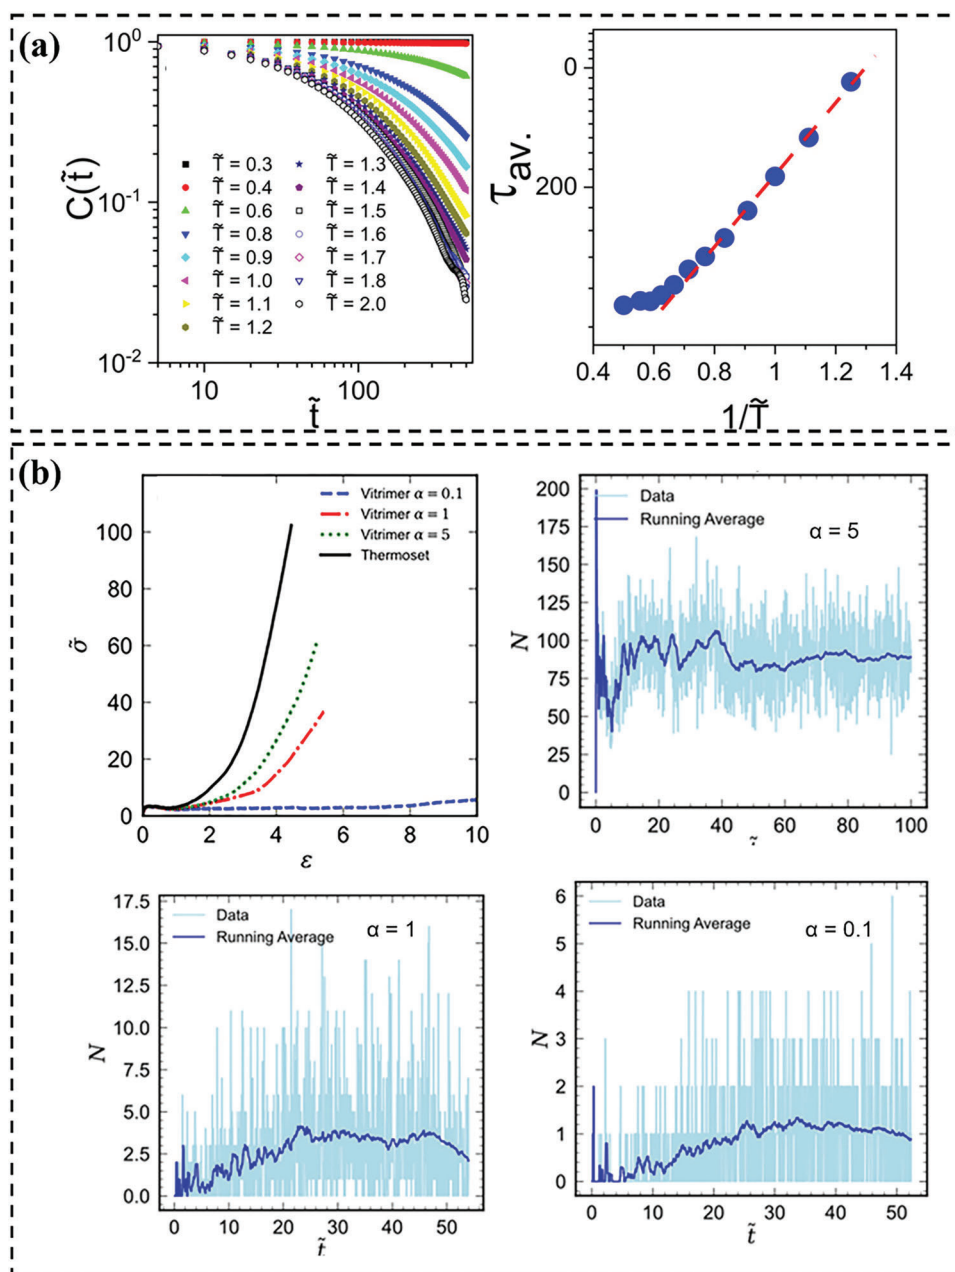 (a)
10⁰
10⁻¹
10⁻²
C(t̃)
T̃ = 0.3
T̃ = 0.4
T̃ = 0.6
T̃ = 0.8
T̃ = 0.9
T̃ = 1.0
T̃ = 1.1
T̃ = 1.2
T̃ = 1.3
T̃ = 1.4
T̃ = 1.5
T̃ = 1.6
T̃ = 1.7
T̃ = 1.8
T̃ = 2.0
10 100
t̃
0
200
τav.
0.4 0.6 0.8 1 1.2 1.4
1/T̃
(b)
100
80
60
40
20
0
σ̃
Vitrimer α = 0.1
Vitrimer α = 1
Vitrimer α = 5
Thermoset
0 2 4 6 8 10
ε
200
175
150
125
100
75
50
25
0
N
Data
Running Average
α = 5
0 20 40 60 80 100
17.5
15.0
12.5
10.0
7.5
5.0
2.5
0.0
N
Data
Running Average
α = 1
0 10 20 30 40 50
t̃
6
5
4
3
2
1
0
N
Data
Running Average
α = 0.1
0 10 20 30 40 50
t̃